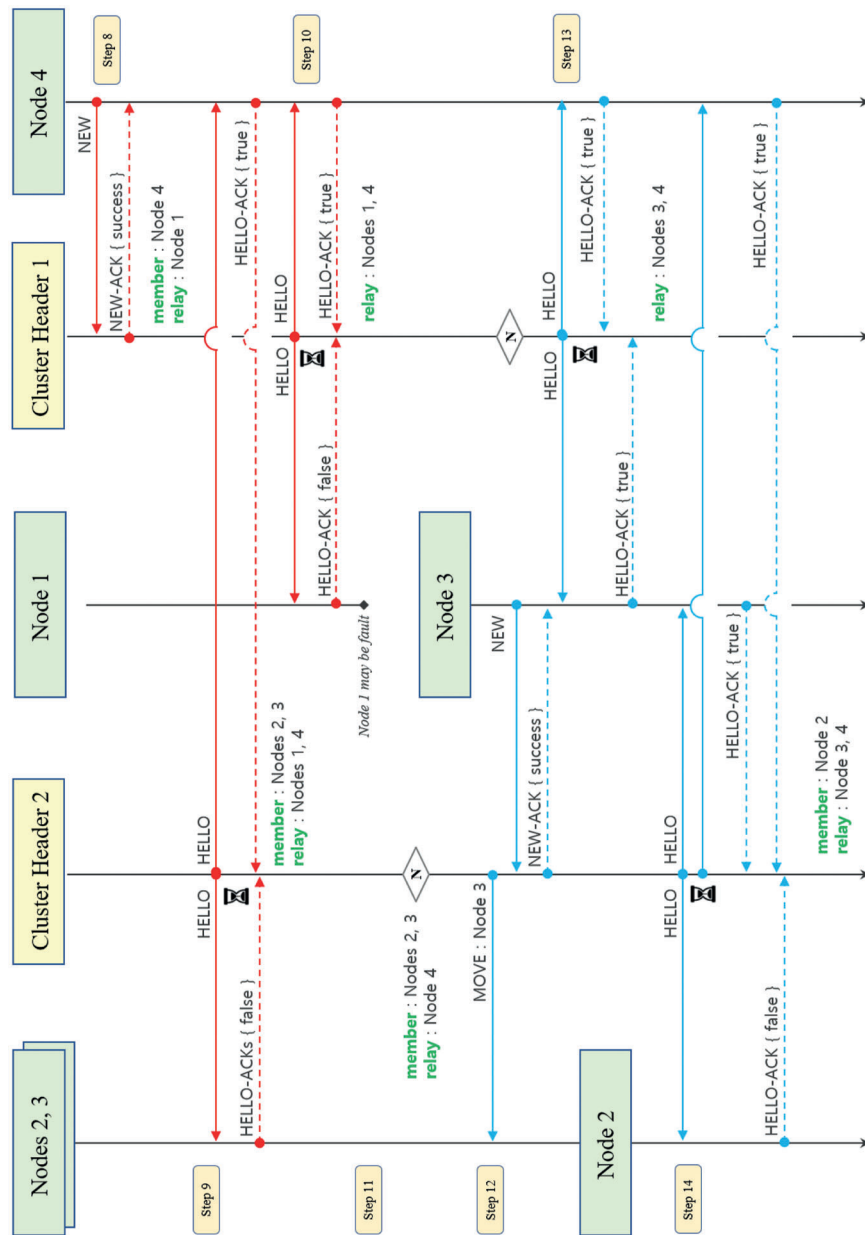 Nodes 2, 3
Cluster Header 2
Node 1
Cluster Header 1
Node 4
Step 8
NEW
NEW-ACK { success }
member : Node 4
relay : Node 1
Step 9
HELLO
HELLO
HELLO-ACKs { false }
HELLO-ACK { true }
member : Nodes 2, 3
relay : Nodes 1, 4
Step 10
HELLO
HELLO
HELLO-ACK { false }
HELLO-ACK { true }
relay : Nodes 1, 4
Node 1 may be fault
Step 11
N
member : Nodes 2, 3
relay : Node 4
Node 3
Step 12
MOVE : Node 3
NEW
NEW-ACK { success }
N
Step 13
HELLO
HELLO
HELLO-ACK { true }
HELLO-ACK { true }
relay : Nodes 3, 4
Node 2
Step 14
HELLO
HELLO
HELLO-ACK { false }
HELLO-ACK { true }
HELLO-ACK { true }
member : Node 2
relay : Node 3, 4